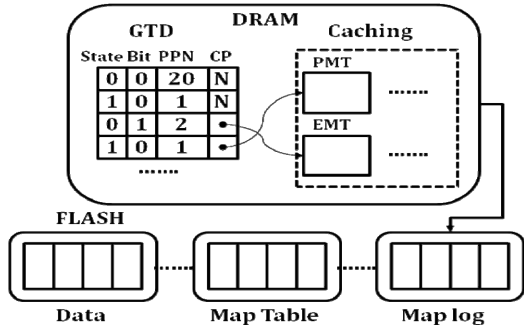 DRAM
GTD
Caching
State Bit PPN CP
0 0 20 N
1 0 1 N
0 1 2
1 0 1
........
PMT
.......
EMT
.......
FLASH
Data
Map Table
Map log